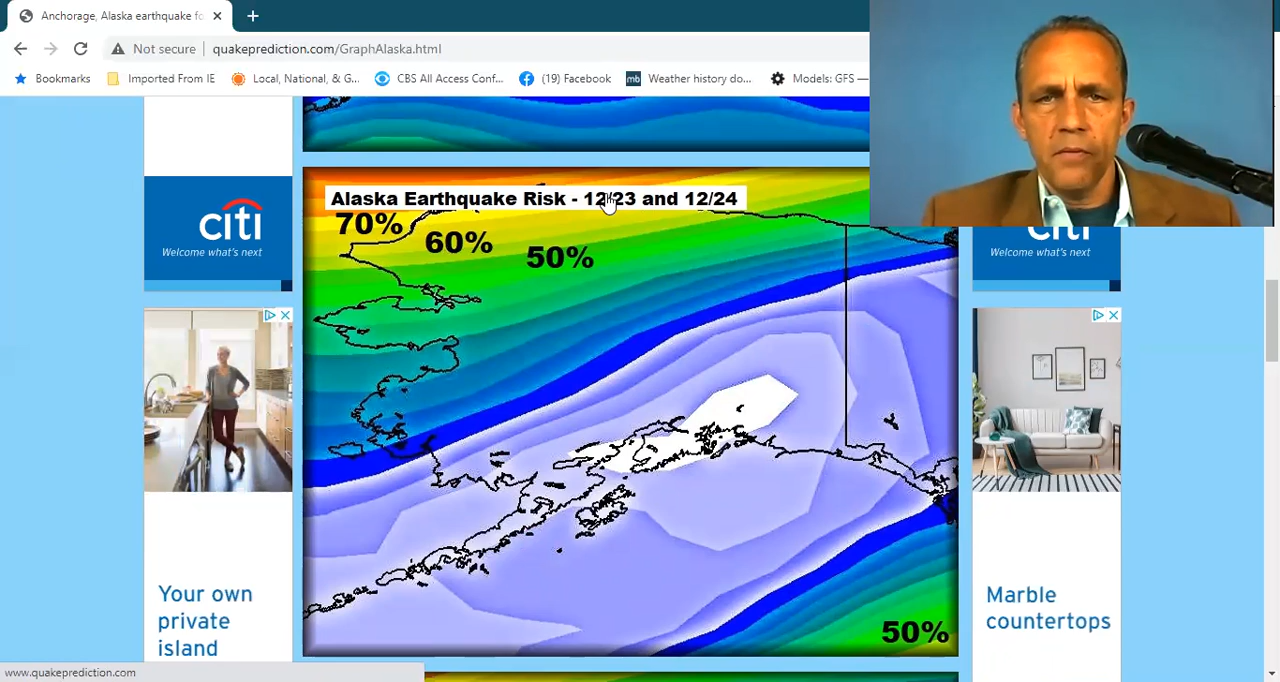 Anchorage, Alaska earthquake fo
Not secure
quakeprediction.com/GraphAlaska.html
Bookmarks
Imported From IE
Local, National, & G...
CBS All Access Conf...
(19) Facebook
Weather history do...
Models: GFS —
Alaska Earthquake Risk - 12/23 and 12/24
70%
60%
50%
citi
Welcome what's next
citi
Welcome what's next
Your own
private
island
Marble
countertops
50%
www.quakeprediction.com